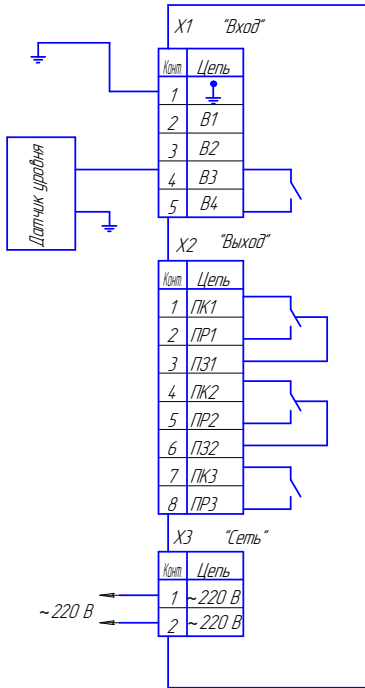 X1 "Вход"
Конт Цепь
1
2 В1
3 В2
4 В3
5 В4
Датчик уровня
X2 "Выход"
Конт Цепь
1 ПК1
2 ПР1
3 ПЗ1
4 ПК2
5 ПР2
6 ПЗ2
7 ПК3
8 ПР3
X3 "Сеть"
Конт Цепь
1 ~220 В
2 ~220 В
~220 В